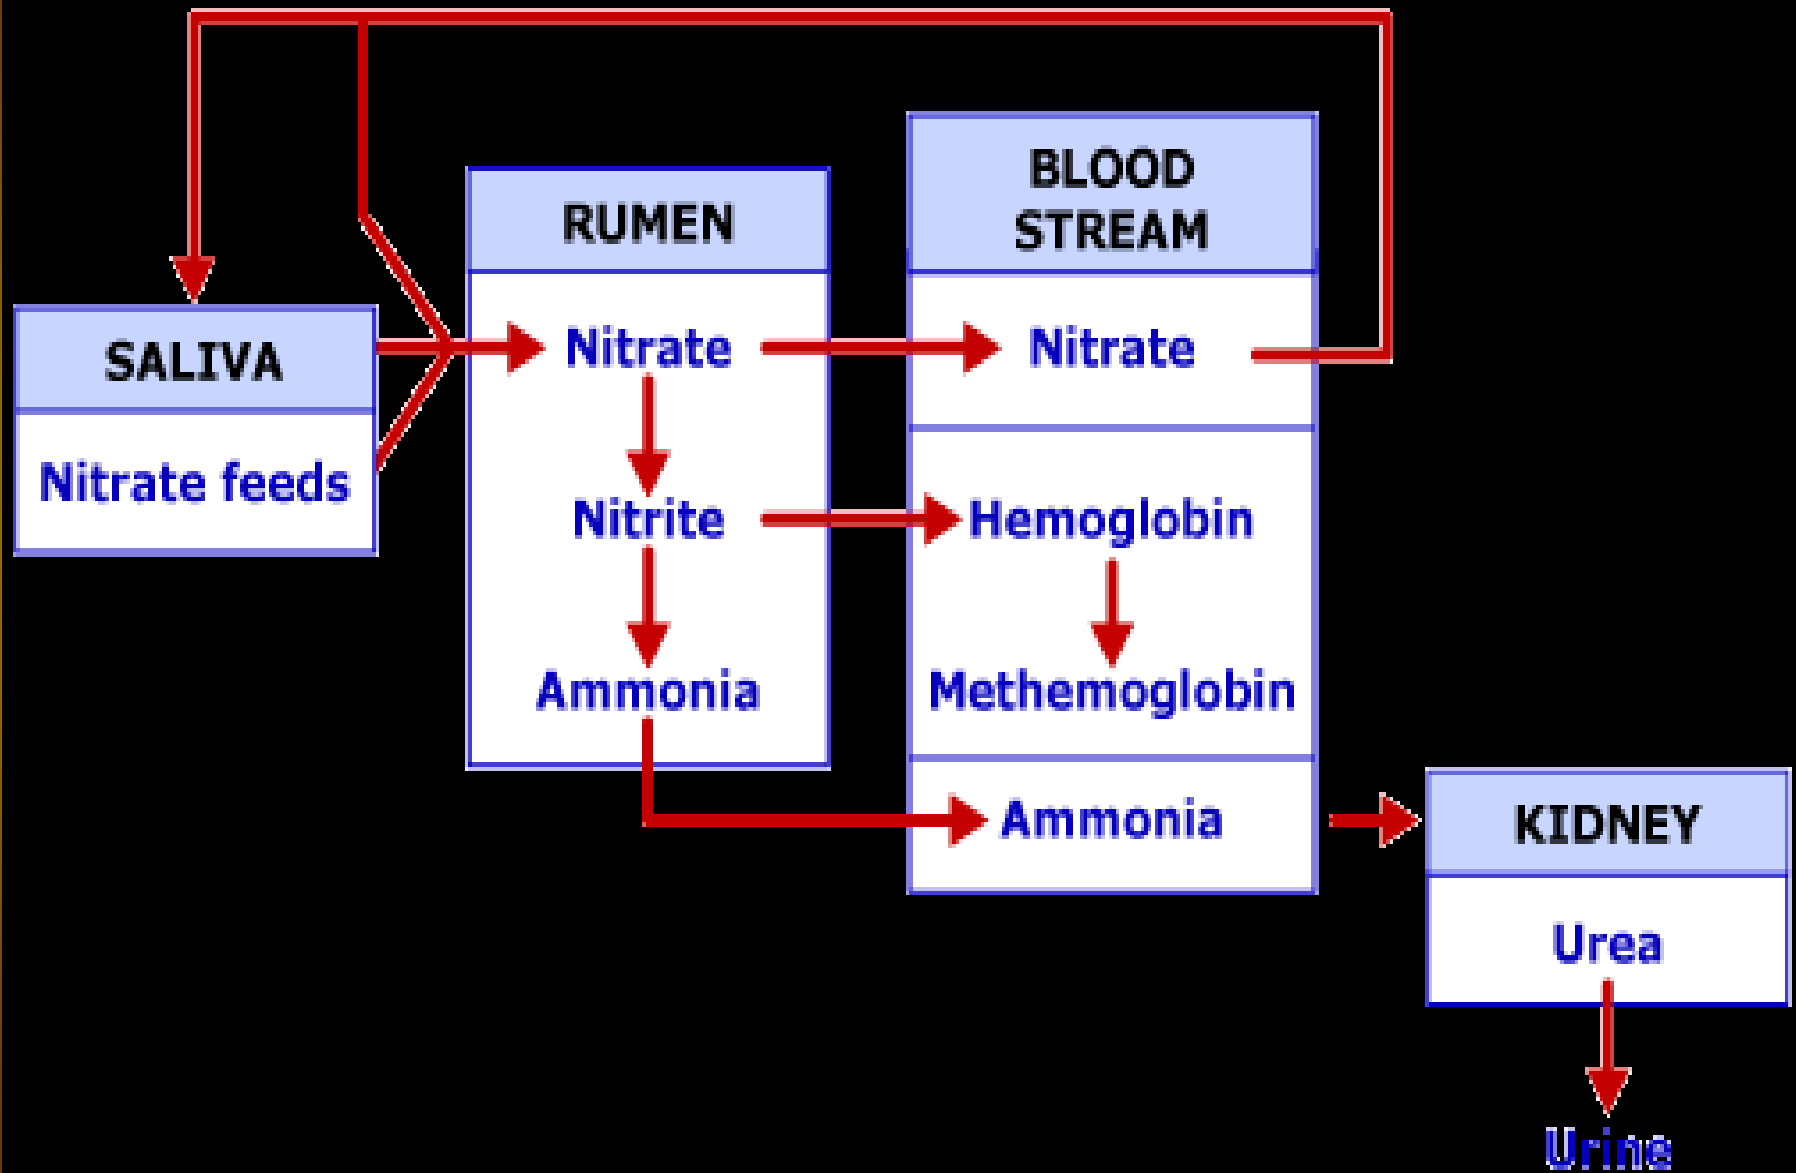 SALIVA
Nitrate feeds
RUMEN
Nitrate
Nitrite
Ammonia
BLOOD
STREAM
Nitrate
Hemoglobin
Methemoglobin
Ammonia
KIDNEY
Urea
Urine